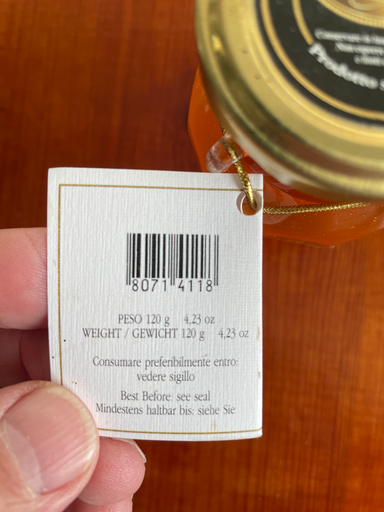 Conservare
Prodotto
8071 4118
PESO 120 g 4,23 oz
WEIGHT / GEWICHT 120 g 4,23 oz
Consumare preferibilmente entro:
vedere sigillo
Best Before: see seal
Mindestens haltbar bis: siehe Sie